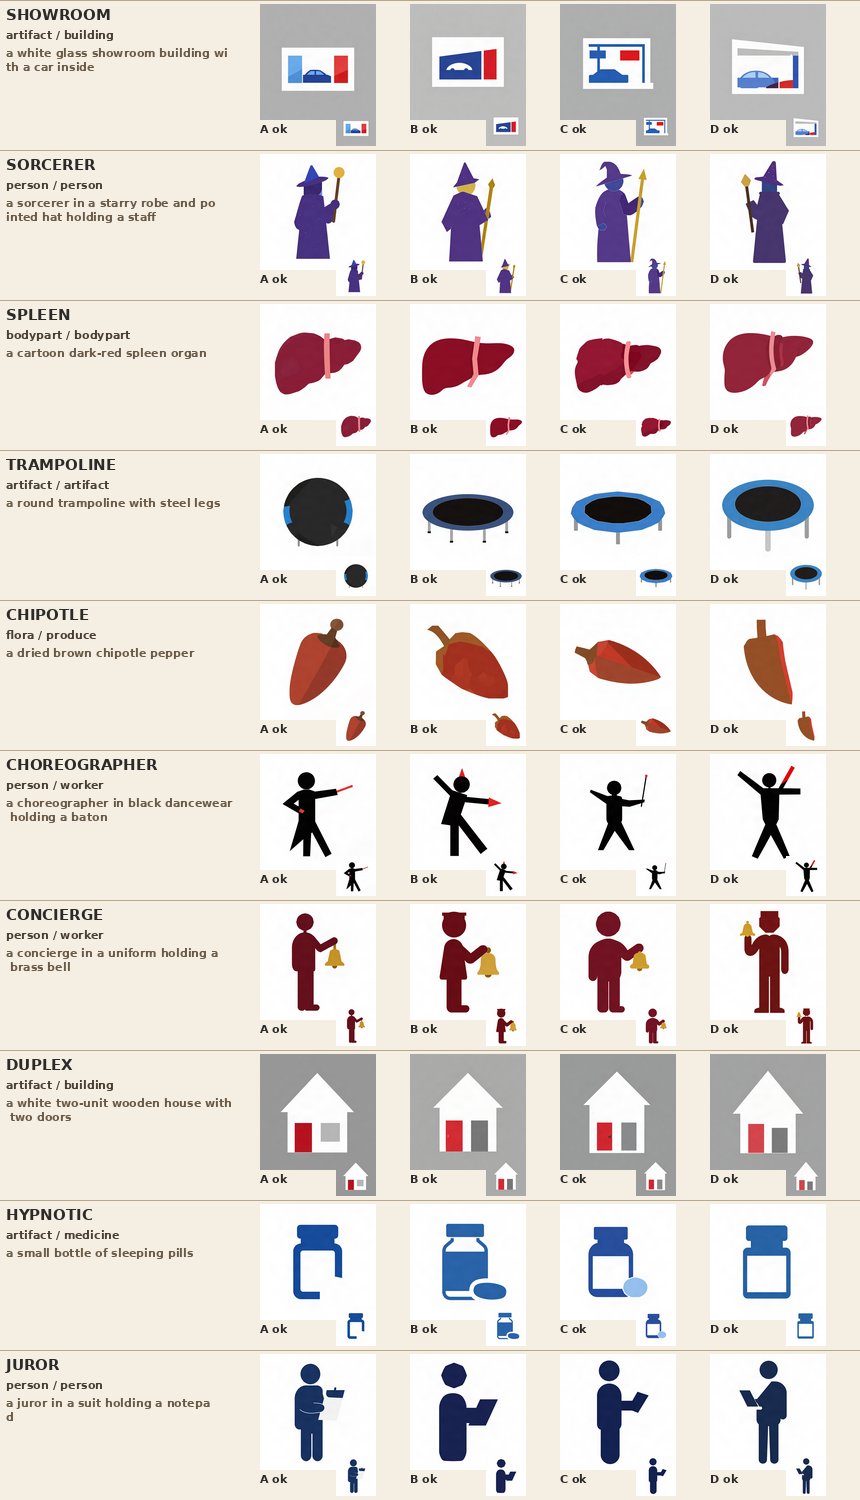 SHOWROOM
artifact / building
a white glass showroom building wi
th a car inside
A ok
B ok
C ok
D ok
SORCERER
person / person
a sorcerer in a starry robe and po
inted hat holding a staff
A ok
B ok
C ok
D ok
SPLEEN
bodypart / bodypart
a cartoon dark-red spleen organ
A ok
B ok
C ok
D ok
TRAMPOLINE
artifact / artifact
a round trampoline with steel legs
A ok
B ok
C ok
D ok
CHIPOTLE
flora / produce
a dried brown chipotle pepper
A ok
B ok
C ok
D ok
CHOREOGRAPHER
person / worker
a choreographer in black dancewear
holding a baton
A ok
B ok
C ok
D ok
CONCIERGE
person / worker
a concierge in a uniform holding a
brass bell
A ok
B ok
C ok
D ok
DUPLEX
artifact / building
a white two-unit wooden house with
two doors
A ok
B ok
C ok
D ok
HYPNOTIC
artifact / medicine
a small bottle of sleeping pills
A ok
B ok
C ok
D ok
JUROR
person / person
a juror in a suit holding a notepa
d
A ok
B ok
C ok
D ok